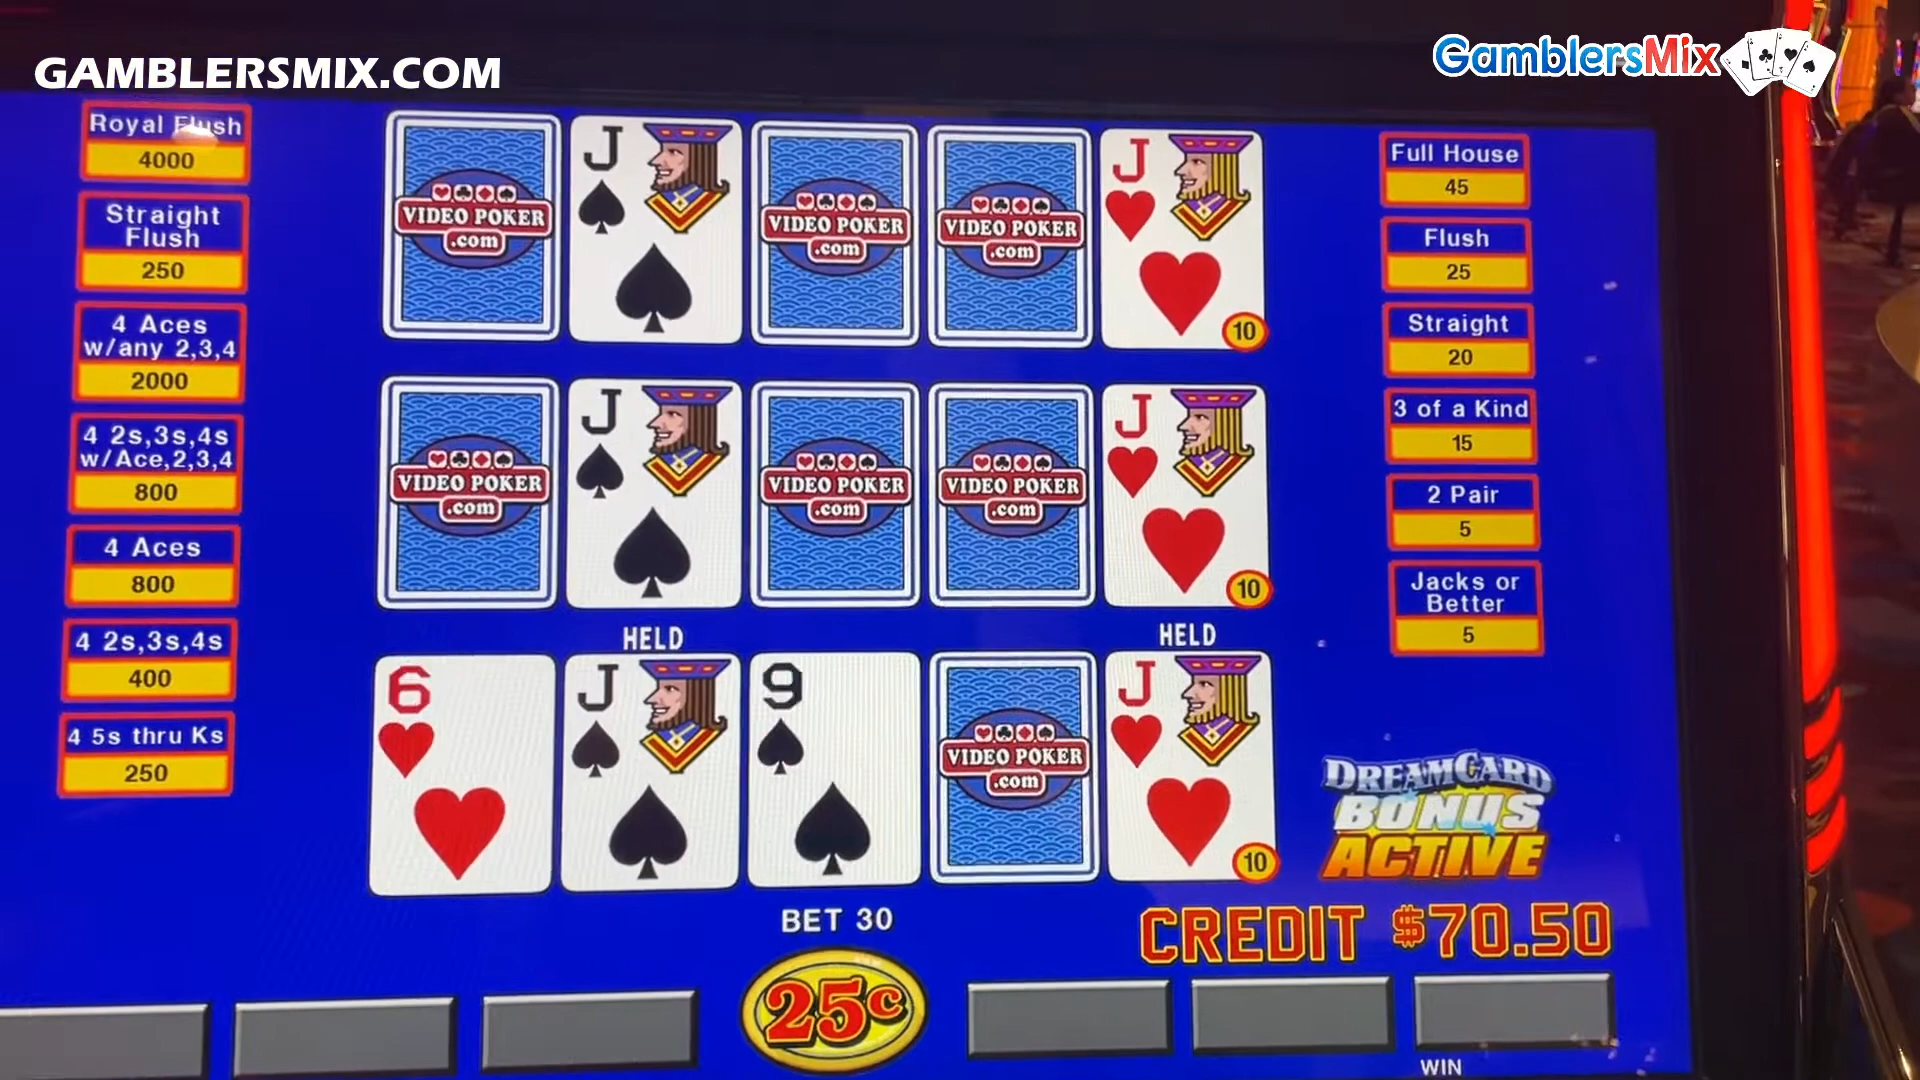 GAMBLERSMIX.COM
GamblersMix
Royal Flush
4000
Straight
Flush
250
4 Aces
w/any 2,3,4
2000
4 2s,3s,4s
w/Ace,2,3,4
800
4 Aces
800
4 2s,3s,4s
400
4 5s thru Ks
250
VIDEO POKER
.com
J
VIDEO POKER
.com
VIDEO POKER
.com
J
10
VIDEO POKER
.com
J
VIDEO POKER
.com
VIDEO POKER
.com
J
10
HELD
HELD
6
J
9
VIDEO POKER
.com
J
10
Full House
45
Flush
25
Straight
20
3 of a Kind
15
2 Pair
5
Jacks or
Better
5
DREAMCARD
BONUS
ACTIVE
BET 30
CREDIT $70.50
25¢
WIN